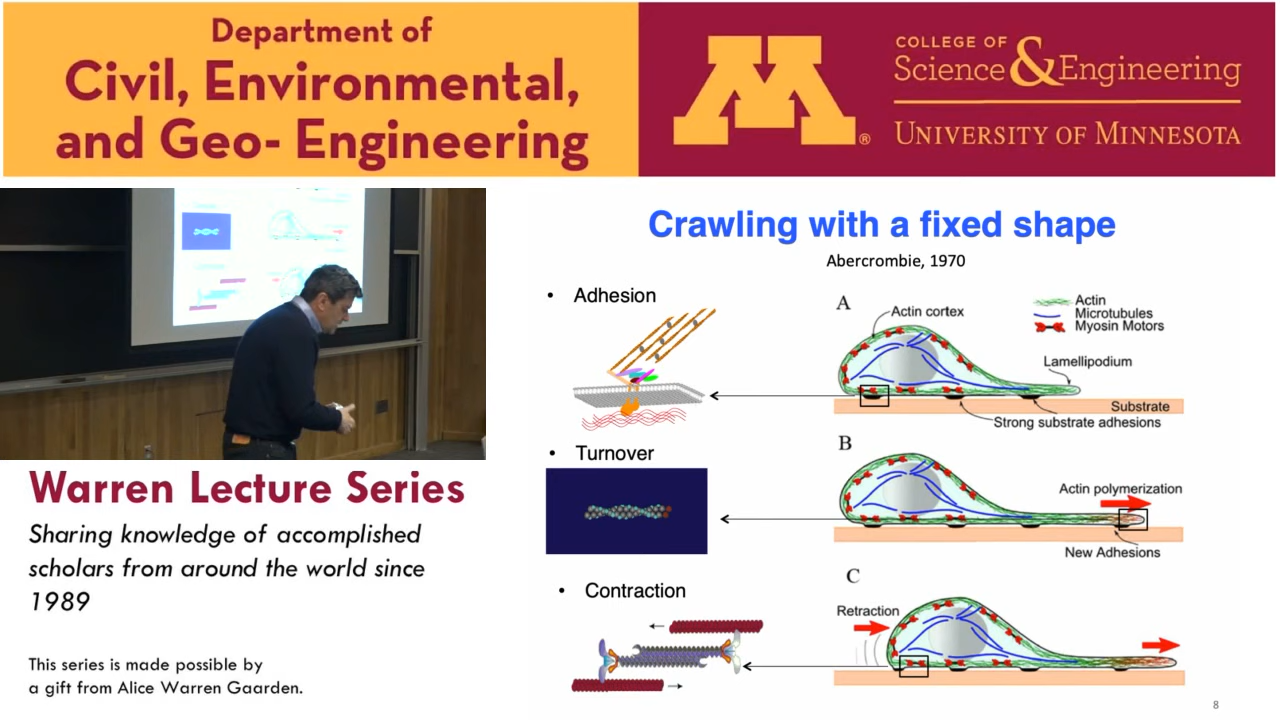 Department of
Civil, Environmental,
and Geo- Engineering
M®
COLLEGE OF
Science & Engineering
UNIVERSITY OF MINNESOTA
Warren Lecture Series
Sharing knowledge of accomplished
scholars from around the world since
1989
This series is made possible by
a gift from Alice Warren Gaarden.
Crawling with a fixed shape
Abercrombie, 1970
• Adhesion
A
Actin cortex
Actin
Microtubules
Myosin Motors
Lamellipodium
Substrate
Strong substrate adhesions
• Turnover
B
Actin polymerization
New Adhesions
• Contraction
C
Retraction
8